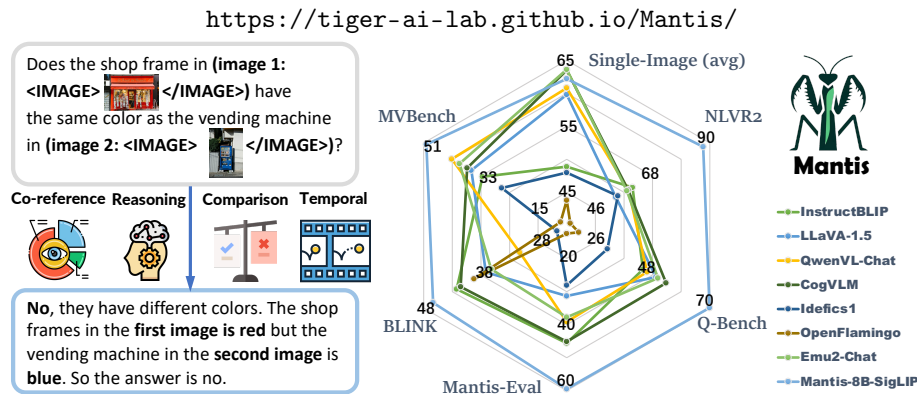 https://tiger-ai-lab.github.io/Mantis/
Does the shop frame in (image 1:
<IMAGE> </IMAGE>) have
the same color as the vending machine
in (image 2: <IMAGE> </IMAGE>)?
Co-reference Reasoning Comparison Temporal
No, they have different colors. The shop
frames in the first image is red but the
vending machine in the second image is
blue. So the answer is no.
65
Single-Image (avg)
NLVR2
MVBench
90
51
55
68
33
45
15
46
28
26
20
38
48
40
48
70
BLINK
Q-Bench
Mantis-Eval
60
Mantis
InstructBLIP
LLaVA-1.5
QwenVL-Chat
CogVLM
Idefics1
OpenFlamingo
Emu2-Chat
Mantis-8B-SigLIP